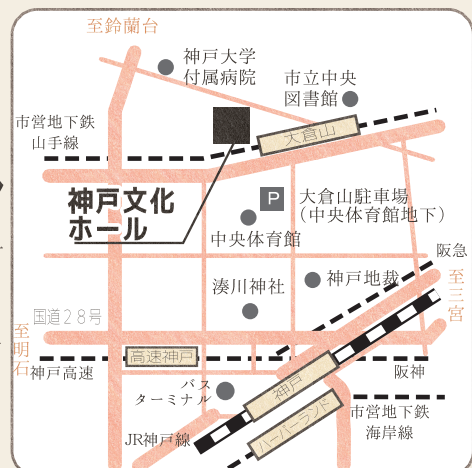 至鈴蘭台
神戸大学
付属病院
市立中央
図書館
市営地下鉄
山手線
大倉山
神戸文化
ホール
P
大倉山駐車場
（中央体育館地下）
中央体育館
阪急
神戸地裁
至三宮
湊川神社
国道２８号
至明石
高速神戸
神戸高速
阪神
バス
ターミナル
神戸
市営地下鉄
海岸線
ハーバーランド
JR神戸線